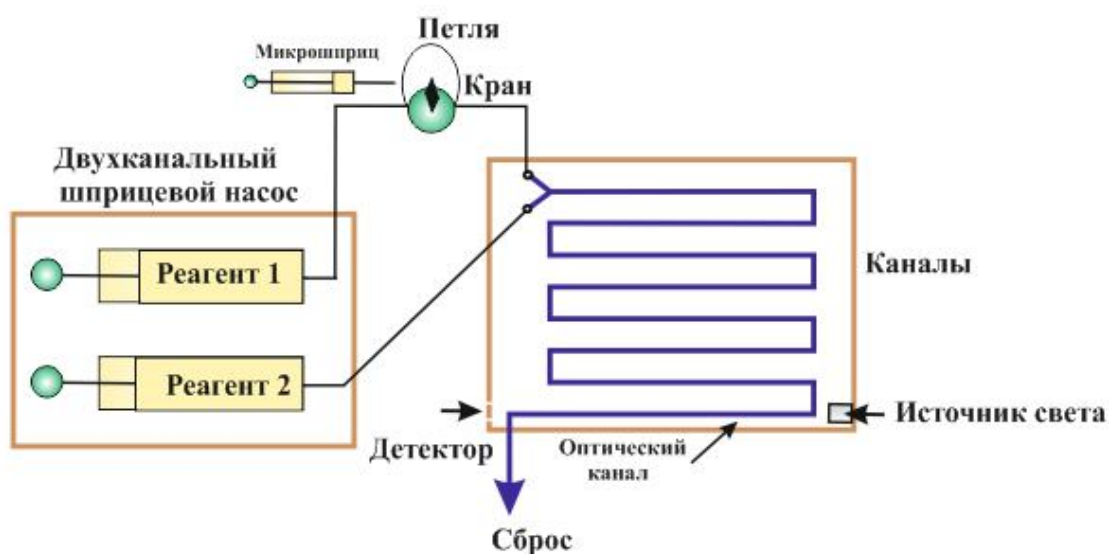 Петля
Микрошприц
Кран
Двухканальный
шприцевой насос
Реагент 1
Каналы
Реагент 2
Источник света
Детектор
Оптический
канал
Сброс